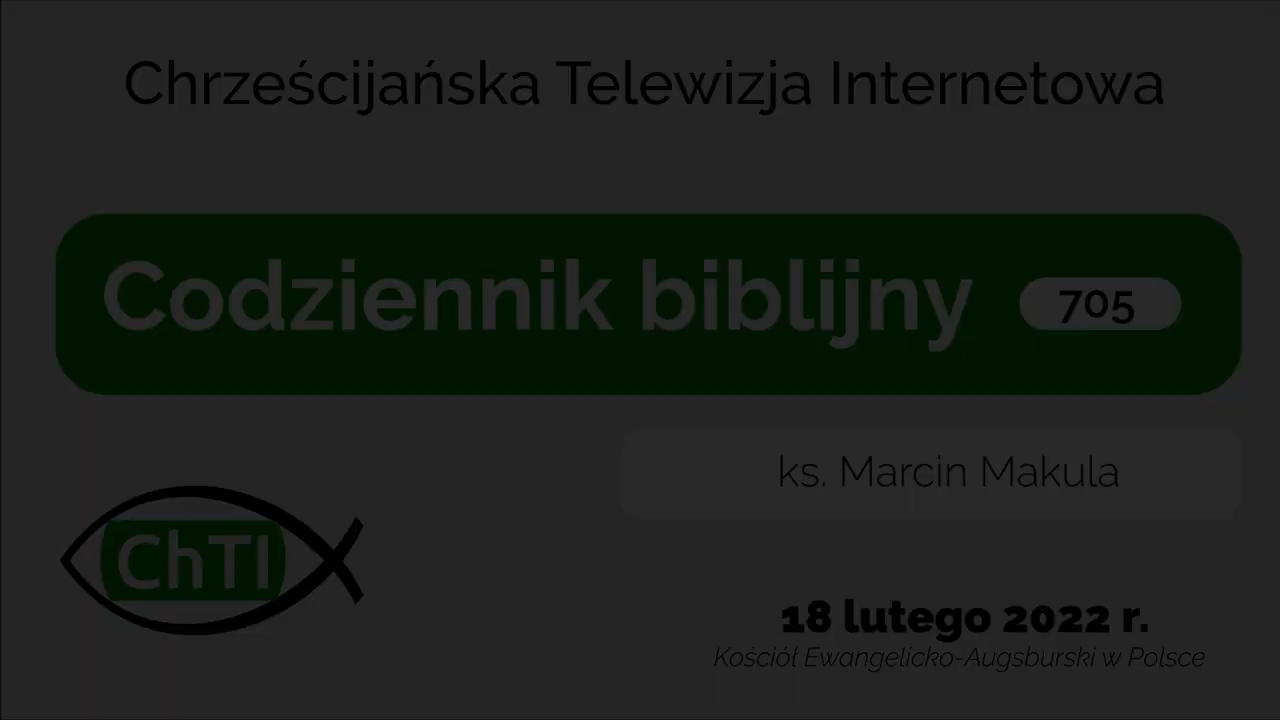 Chrześcijańska Telewizja Internetowa
Codziennik biblijny 705
ks. Marcin Makula
ChTI
18 lutego 2022 r.
Kościół Ewangelicko-Augsburski w Polsce